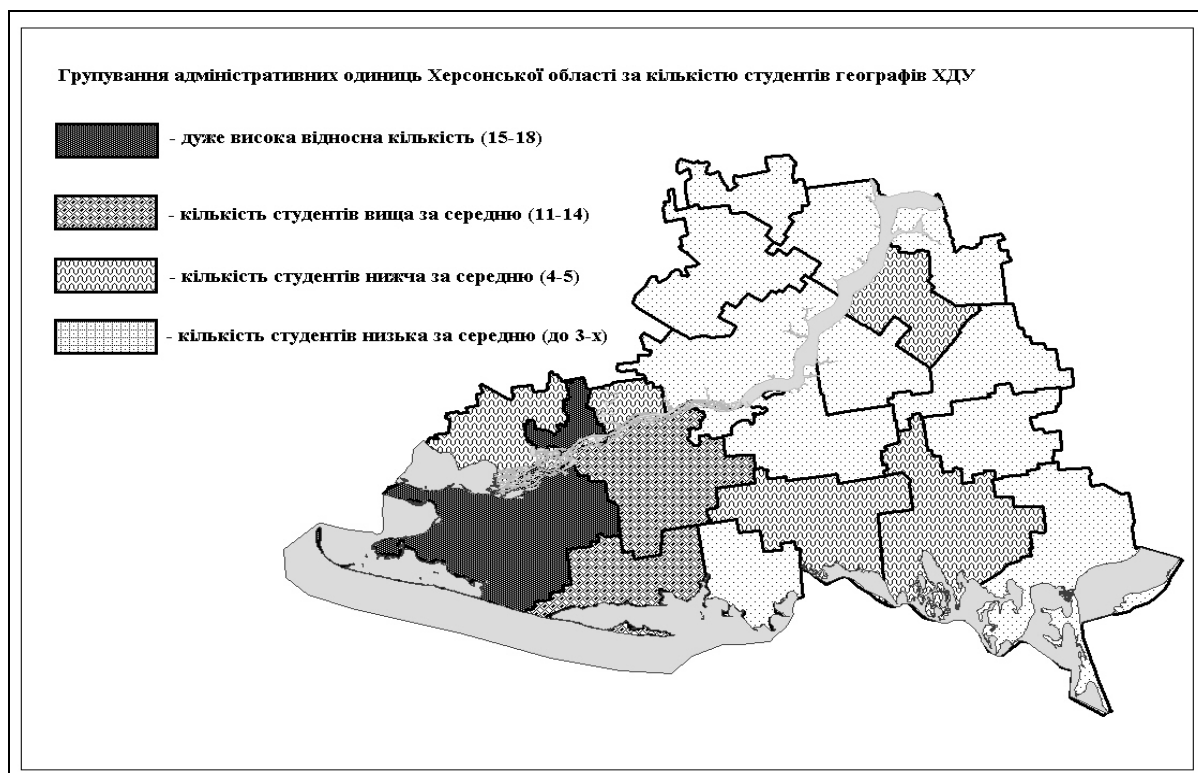 Групування адміністративних одиниць Херсонської області за кількістю студентів географів ХДУ
- дуже висока відносна кількість (15-18)
- кількість студентів вища за середню (11-14)
- кількість студентів нижча за середню (4-5)
- кількість студентів низька за середню (до 3-х)